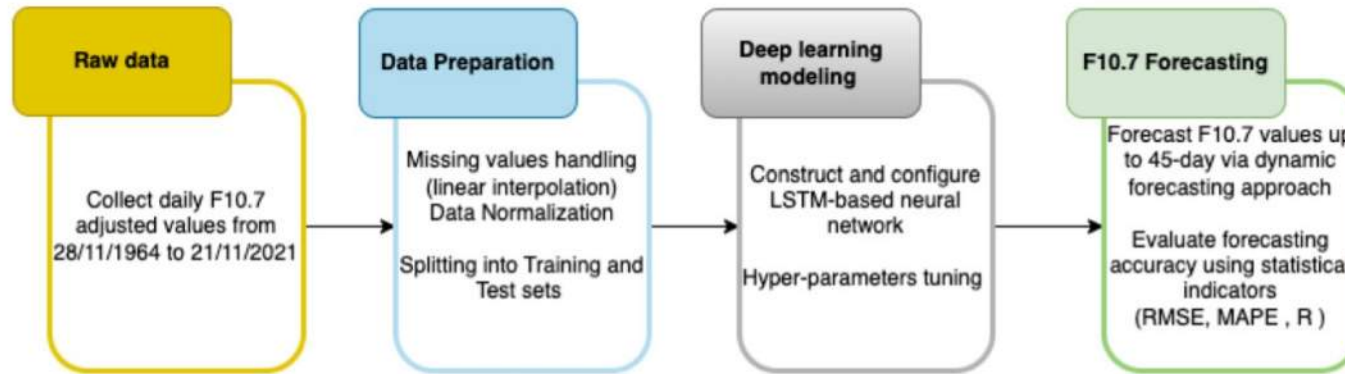 Raw data
Collect daily F10.7
adjusted values from
28/11/1964 to 21/11/2021
Data Preparation
Missing values handling
(linear interpolation)
Data Normalization
Splitting into Training and
Test sets
Deep learning
modeling
Construct and configure
LSTM-based neural
network
Hyper-parameters tuning
F10.7 Forecasting
Forecast F10.7 values up
to 45-day via dynamic
forecasting approach
Evaluate forecasting
accuracy using statistical
indicators
(RMSE, MAPE , R )